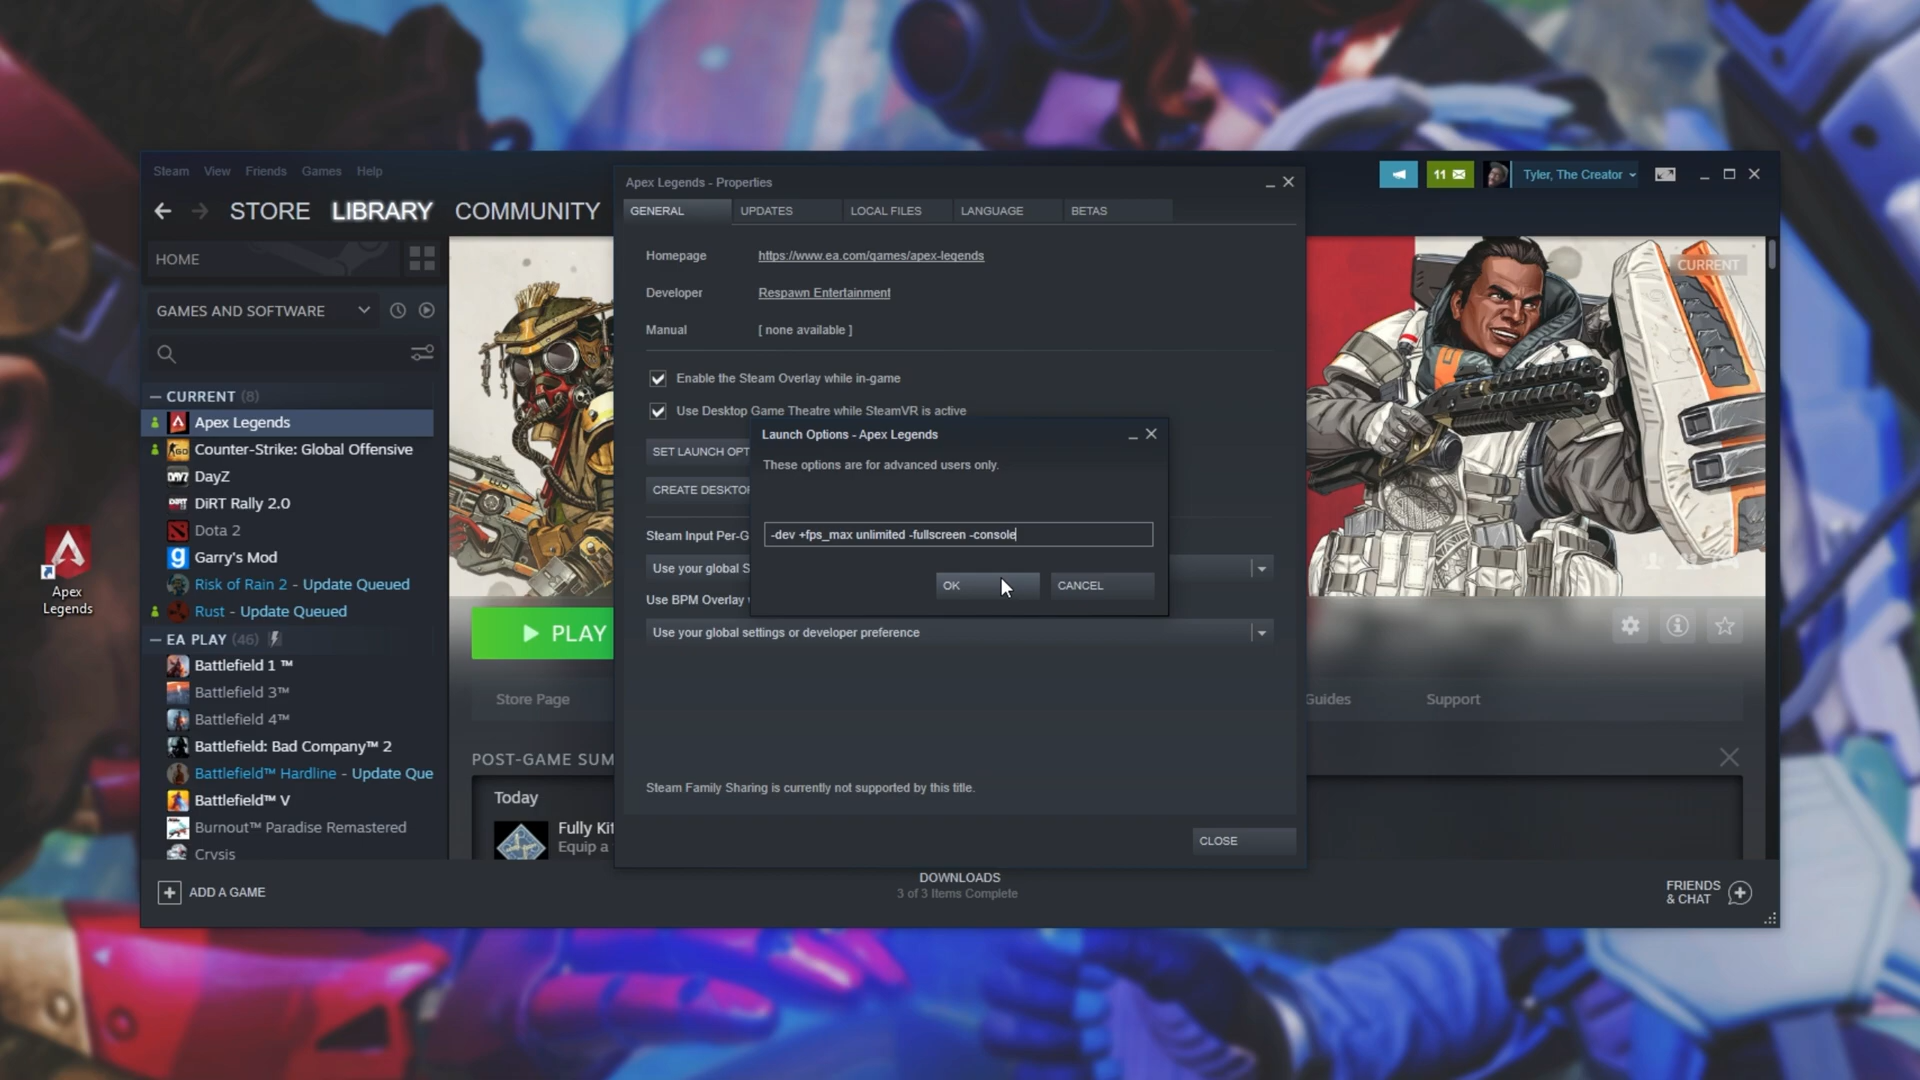 Steam View Friends Games Help
STORE LIBRARY COMMUNITY
11
Tyler, The Creator
HOME
GAMES AND SOFTWARE
CURRENT (8)
Apex Legends
Counter-Strike: Global Offensive
DayZ
DiRT Rally 2.0
Dota 2
Garry's Mod
Risk of Rain 2 - Update Queued
Rust - Update Queued
EA PLAY (46)
Battlefield 1 ™
Battlefield 3™
Battlefield 4™
Battlefield: Bad Company™ 2
Battlefield™ Hardline - Update Que
Battlefield™ V
Burnout™ Paradise Remastered
Crysis
ADD A GAME
Apex
Legends
Apex Legends - Properties
GENERAL UPDATES LOCAL FILES LANGUAGE BETAS
Homepage https://www.ea.com/games/apex-legends
Developer Respawn Entertainment
Manual [ none available ]
Enable the Steam Overlay while in-game
Use Desktop Game Theatre while SteamVR is active
SET LAUNCH OPT
CREATE DESKTOP
Steam Input Per-G
Use your global S
Use BPM Overlay
Use your global settings or developer preference
Steam Family Sharing is currently not supported by this title.
CLOSE
Launch Options - Apex Legends
These options are for advanced users only.
-dev +fps_max unlimited -fullscreen -console
OK CANCEL
CURRENT
PLAY
Store Page
Guides
Support
POST-GAME SUM
Today
Fully Kit
Equip a
DOWNLOADS
3 of 3 Items Complete
FRIENDS
& CHAT